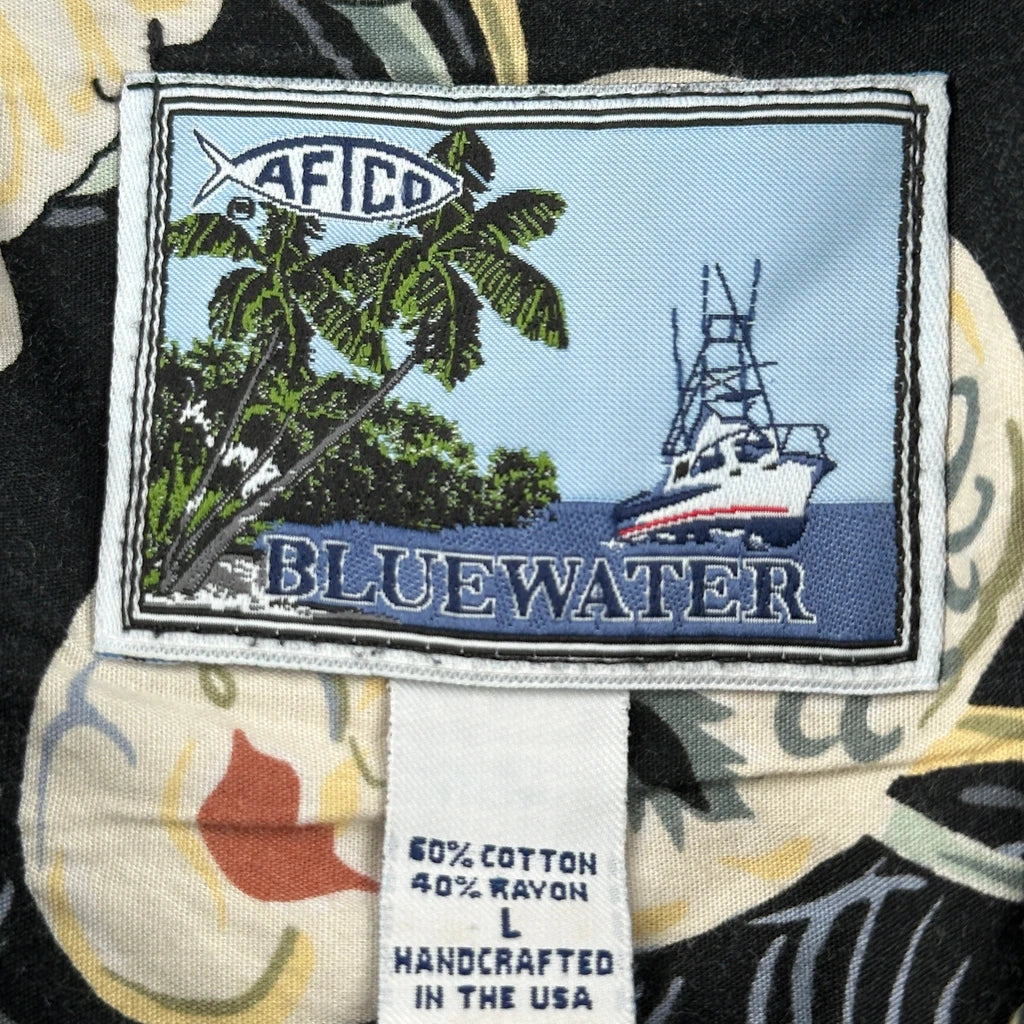 AFTCO
BLUEWATER
60% COTTON
40% RAYON
L
HANDCRAFTED
IN THE USA